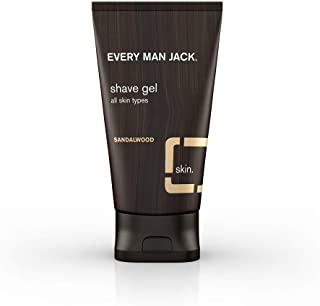 EVERY MAN JACK.
shave gel
all skin types
SANDALWOOD
skin.